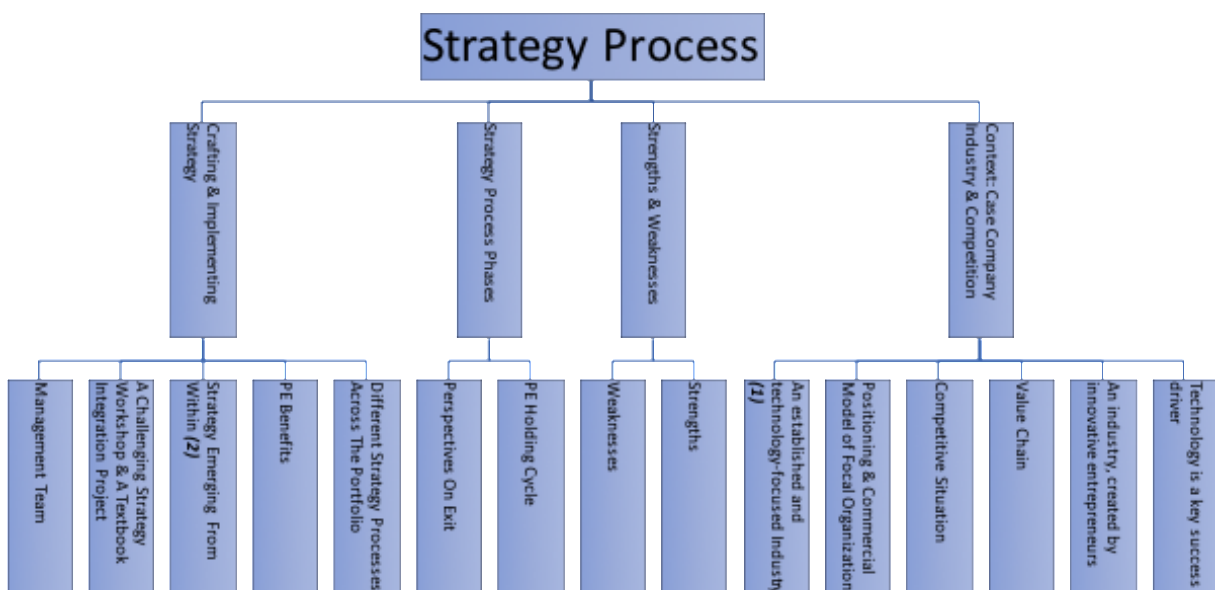 Strategy Process
Crafting & Implementing
Strategy
Strategy Process Phases
Strengths & Weaknesses
Context: Case Company
Industry & Competition
Management Team
A Challenging Strategy
Workshop & A Textbook
Integration Project
Strategy Emerging From
Within (2)
PE Benefits
Different Strategy Processes
Across The Portfolio
Perspectives On Exit
PE Holding Cycle
Weaknesses
Strengths
An established and
technology-focused Industry
(1)
Positioning & Commercial
Model of Focal Organization
Competitive Situation
Value Chain
An industry, created by
innovative entrepreneurs
Technology is a key success
driver